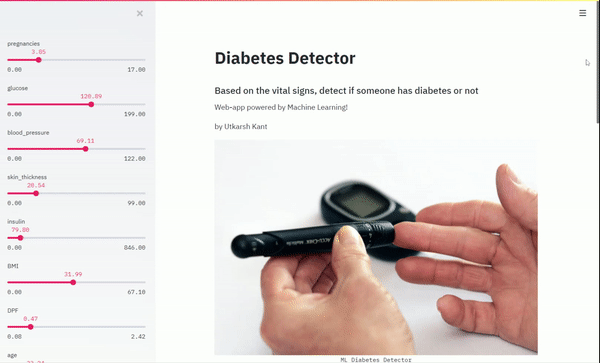 pregnancies
3.85
0.00 17.00
glucose
120.89
0.00 199.00
blood_pressure
69.11
0.00 122.00
skin_thickness
20.54
0.00 99.00
insulin
79.80
0.00 846.00
BMI
31.99
0.00 67.10
DPF
0.47
0.08 2.42
age
Diabetes Detector
Based on the vital signs, detect if someone has diabetes or not
Web-app powered by Machine Learning!
by Utkarsh Kant
ACCU-CHEK
ML Diabetes Detector